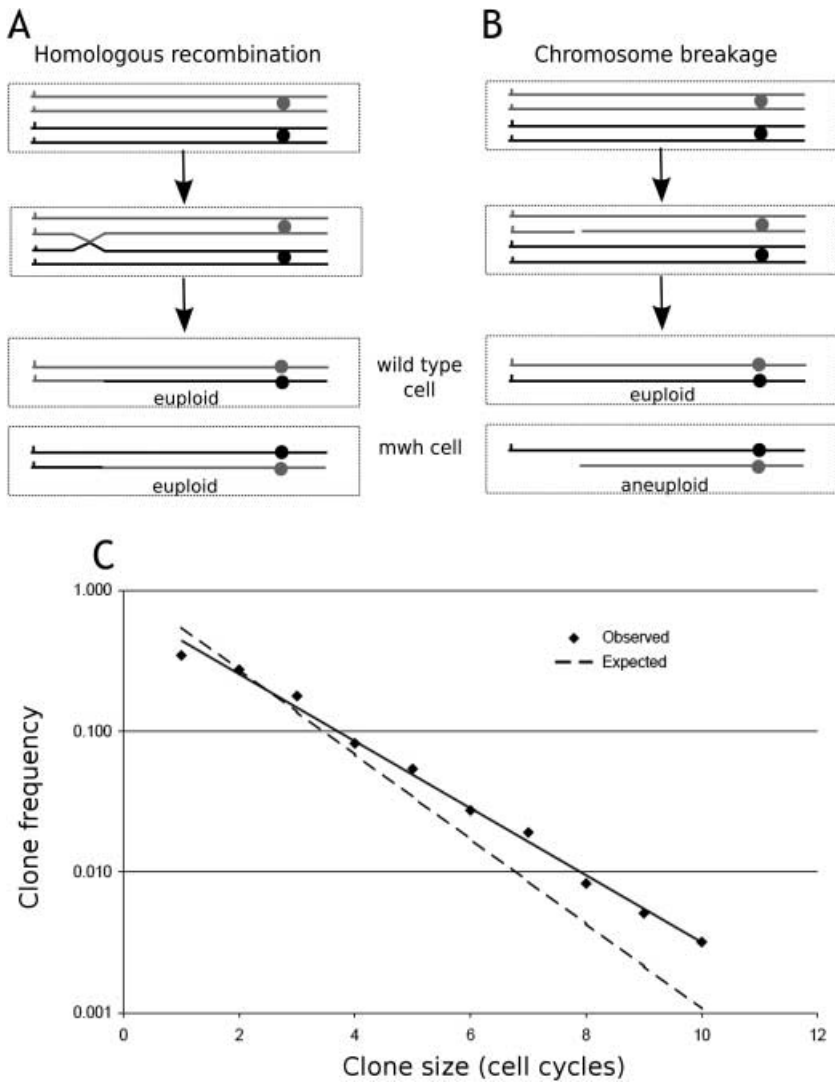 A
Homologous recombination
B
Chromosome breakage
wild type
cell
euploid
euploid
mwh cell
euploid
aneuploid
C
Clone frequency
1.000
0.100
0.010
0.001
Observed
Expected
0 2 4 6 8 10 12
Clone size (cell cycles)